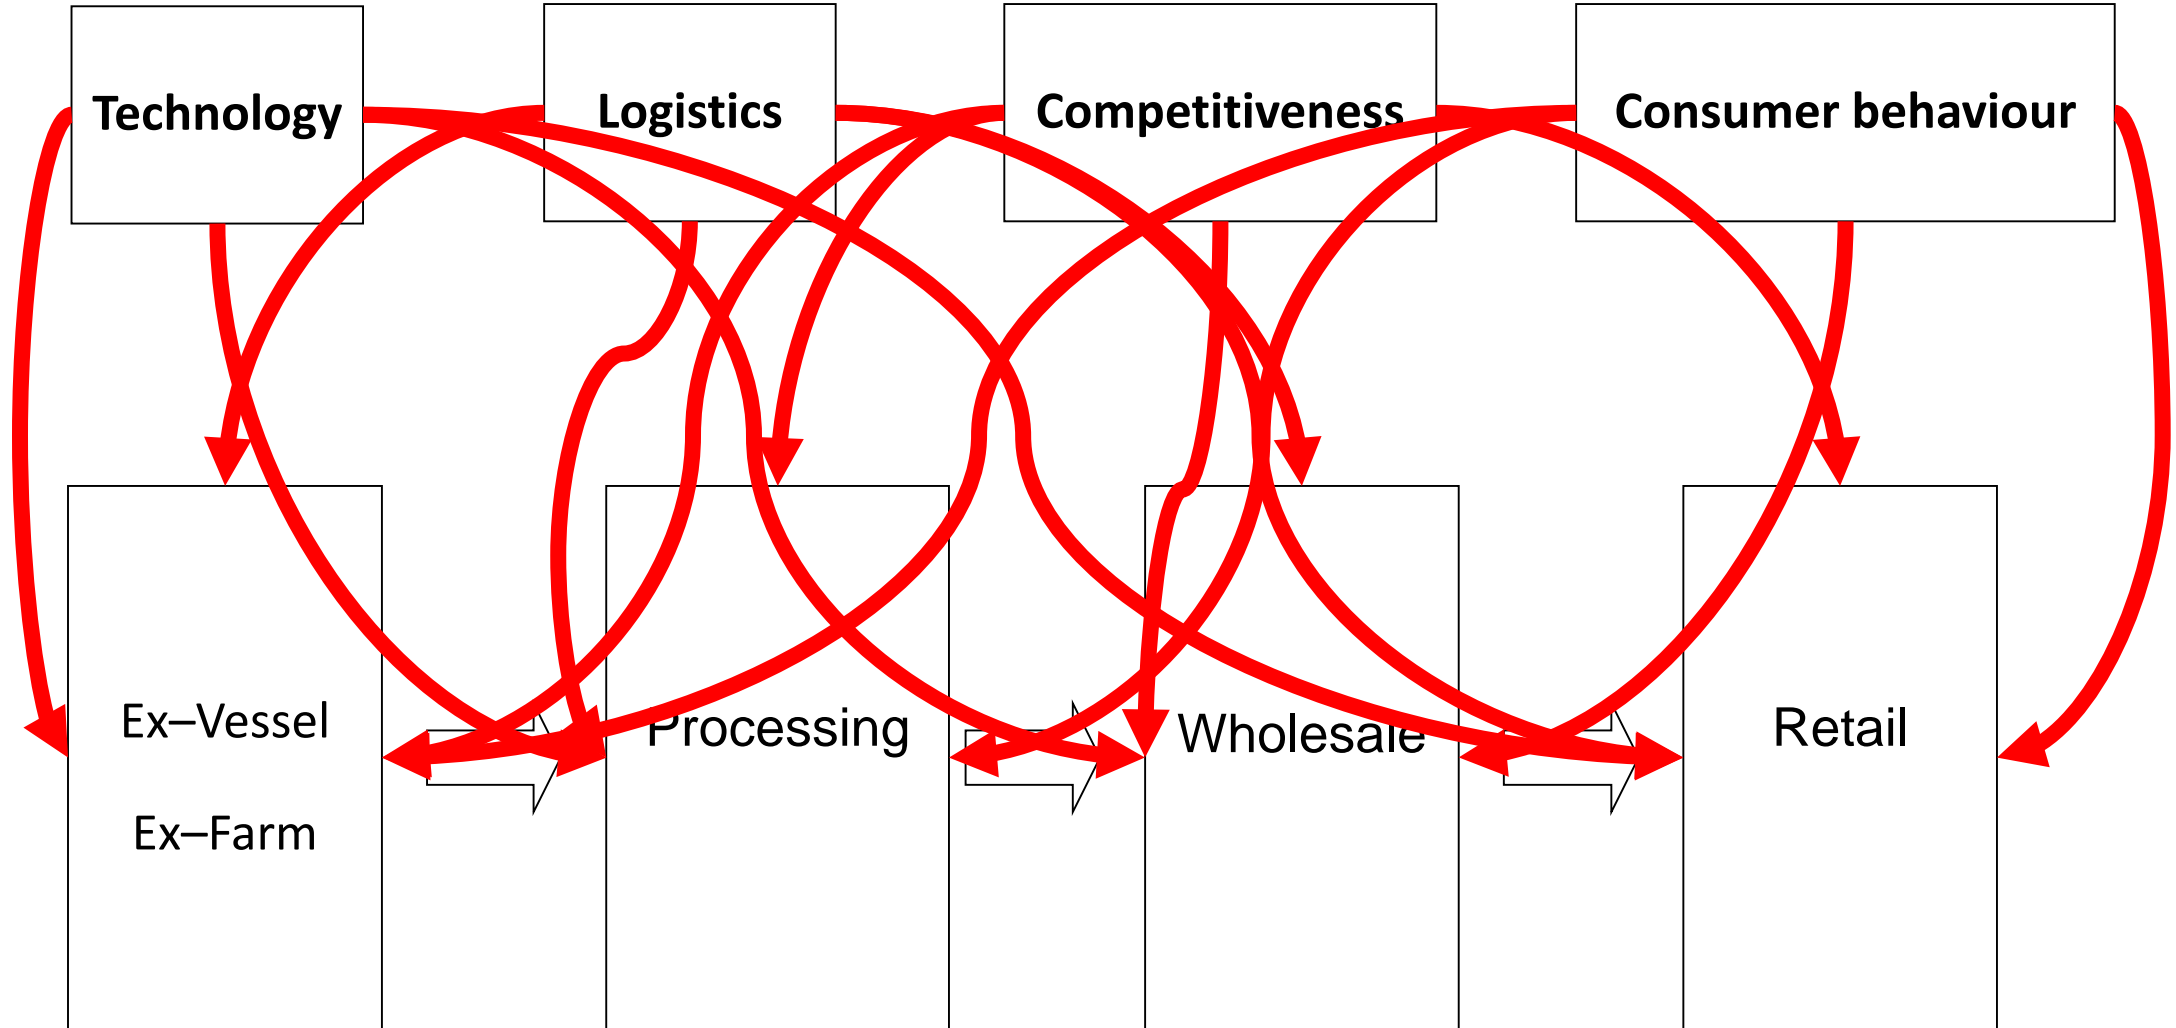 Technology
Logistics
Competitiveness
Consumer behaviour
Ex–Vessel
Ex–Farm
Processing
Wholesale
Retail